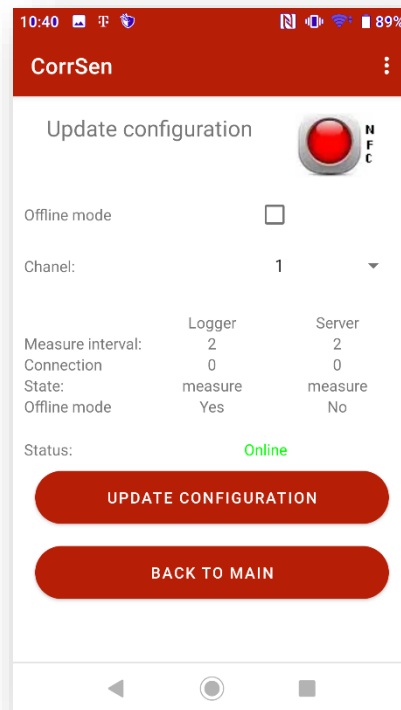 10:40 89%
CorrSen
Update configuration
NFC
Offline mode
Chanel: 1
Logger Server
Measure interval: 2 2
Connection 0 0
State: measure measure
Offline mode Yes No
Status: Online
UPDATE CONFIGURATION
BACK TO MAIN